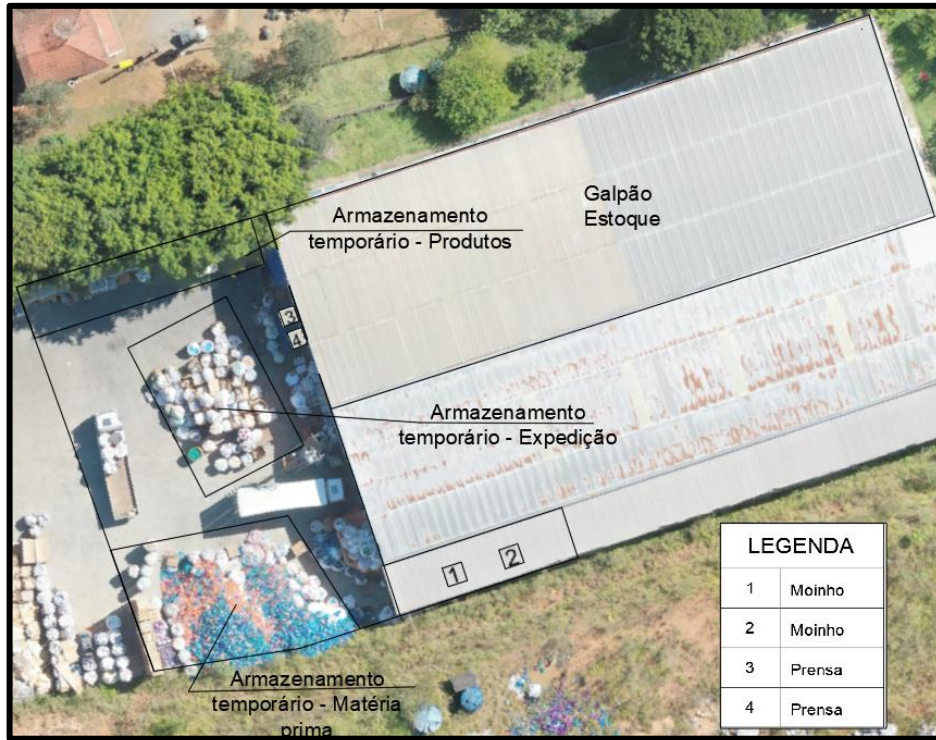 Galpão
Estoque
Armazenamento
temporário - Produtos
3
4
Armazenamento
temporário - Expedição
1
2
Armazenamento
temporário - Matéria
prima
LEGENDA
1 Moinho
2 Moinho
3 Prensa
4 Prensa